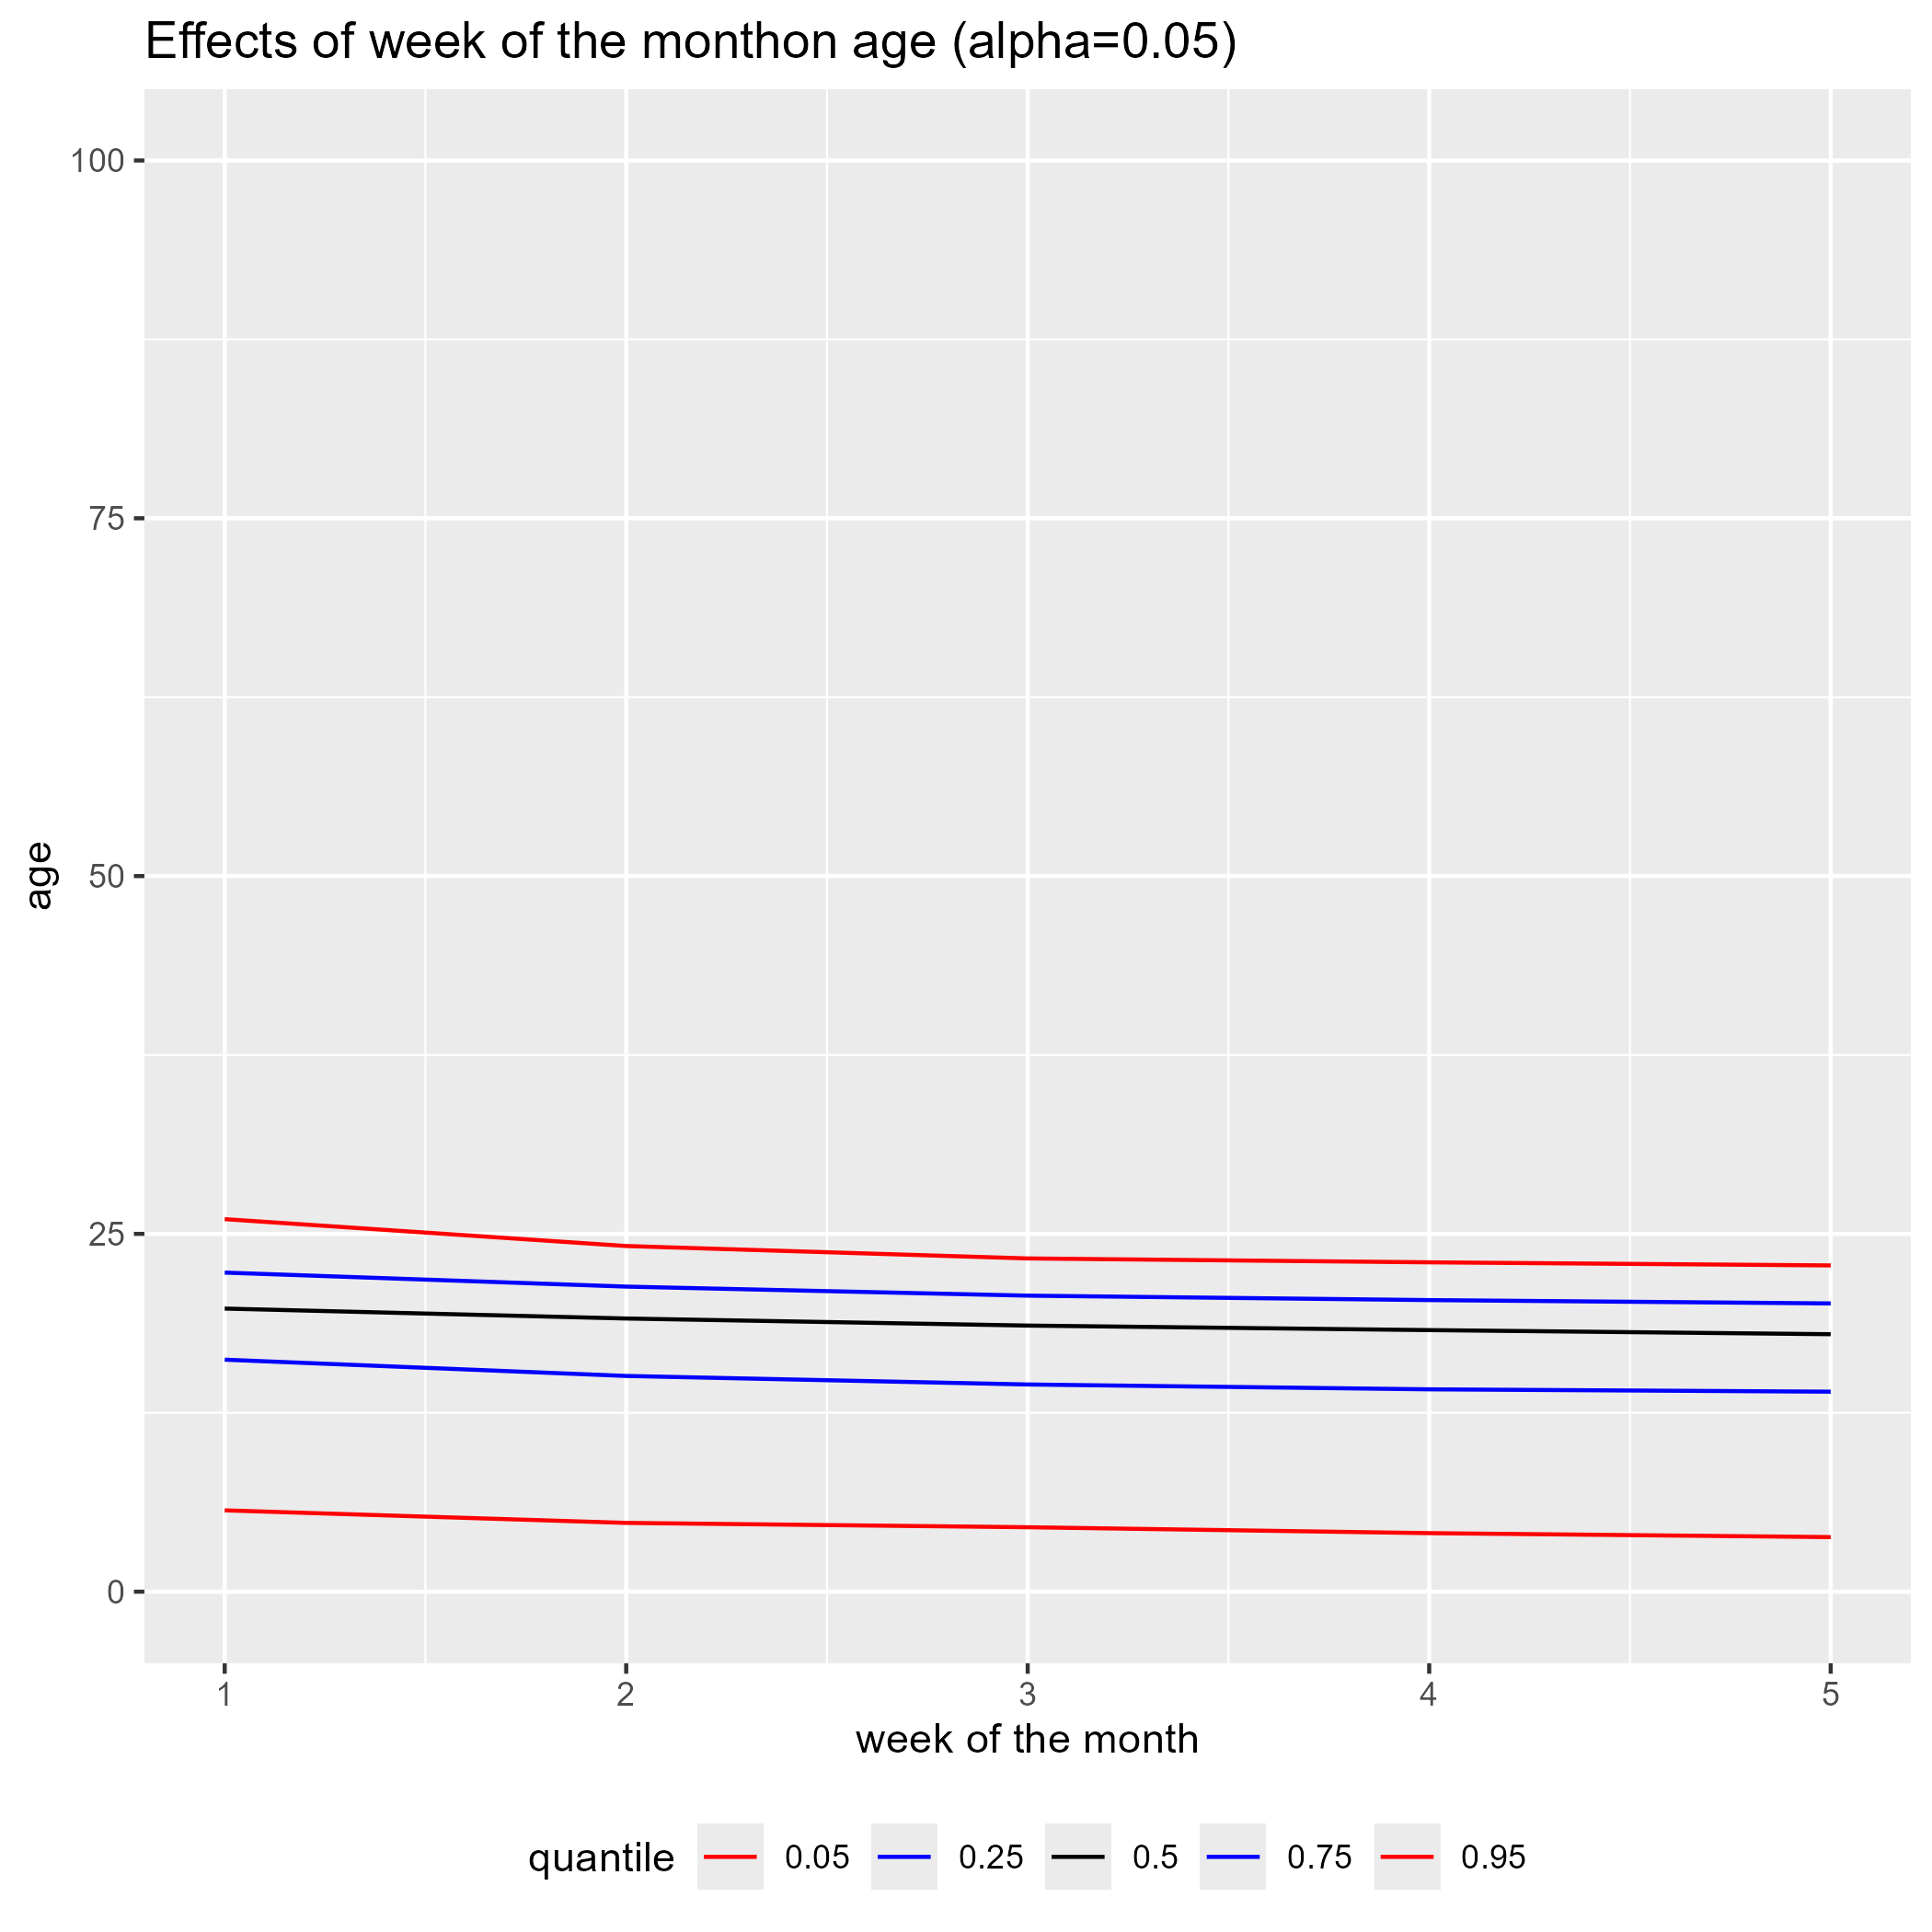 Effects of week of the monthon age (alpha=0.05)
100
75
50
25
0
age
1 2 3 4 5
week of the month
quantile 0.05 0.25 0.5 0.75 0.95